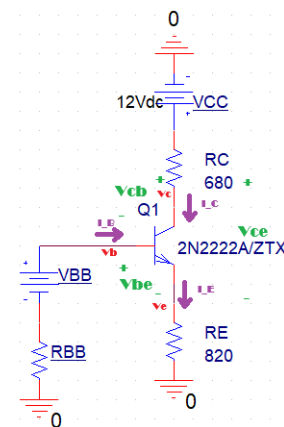 0
-
12Vdc VCC
+
RC
680
Vcb + vc +
- I_C
Q1
I_B
vb 2N2222A/ZTX
Vce
+ VBB + Vbe I_E
- - ve -
RBB RE
820
0 0